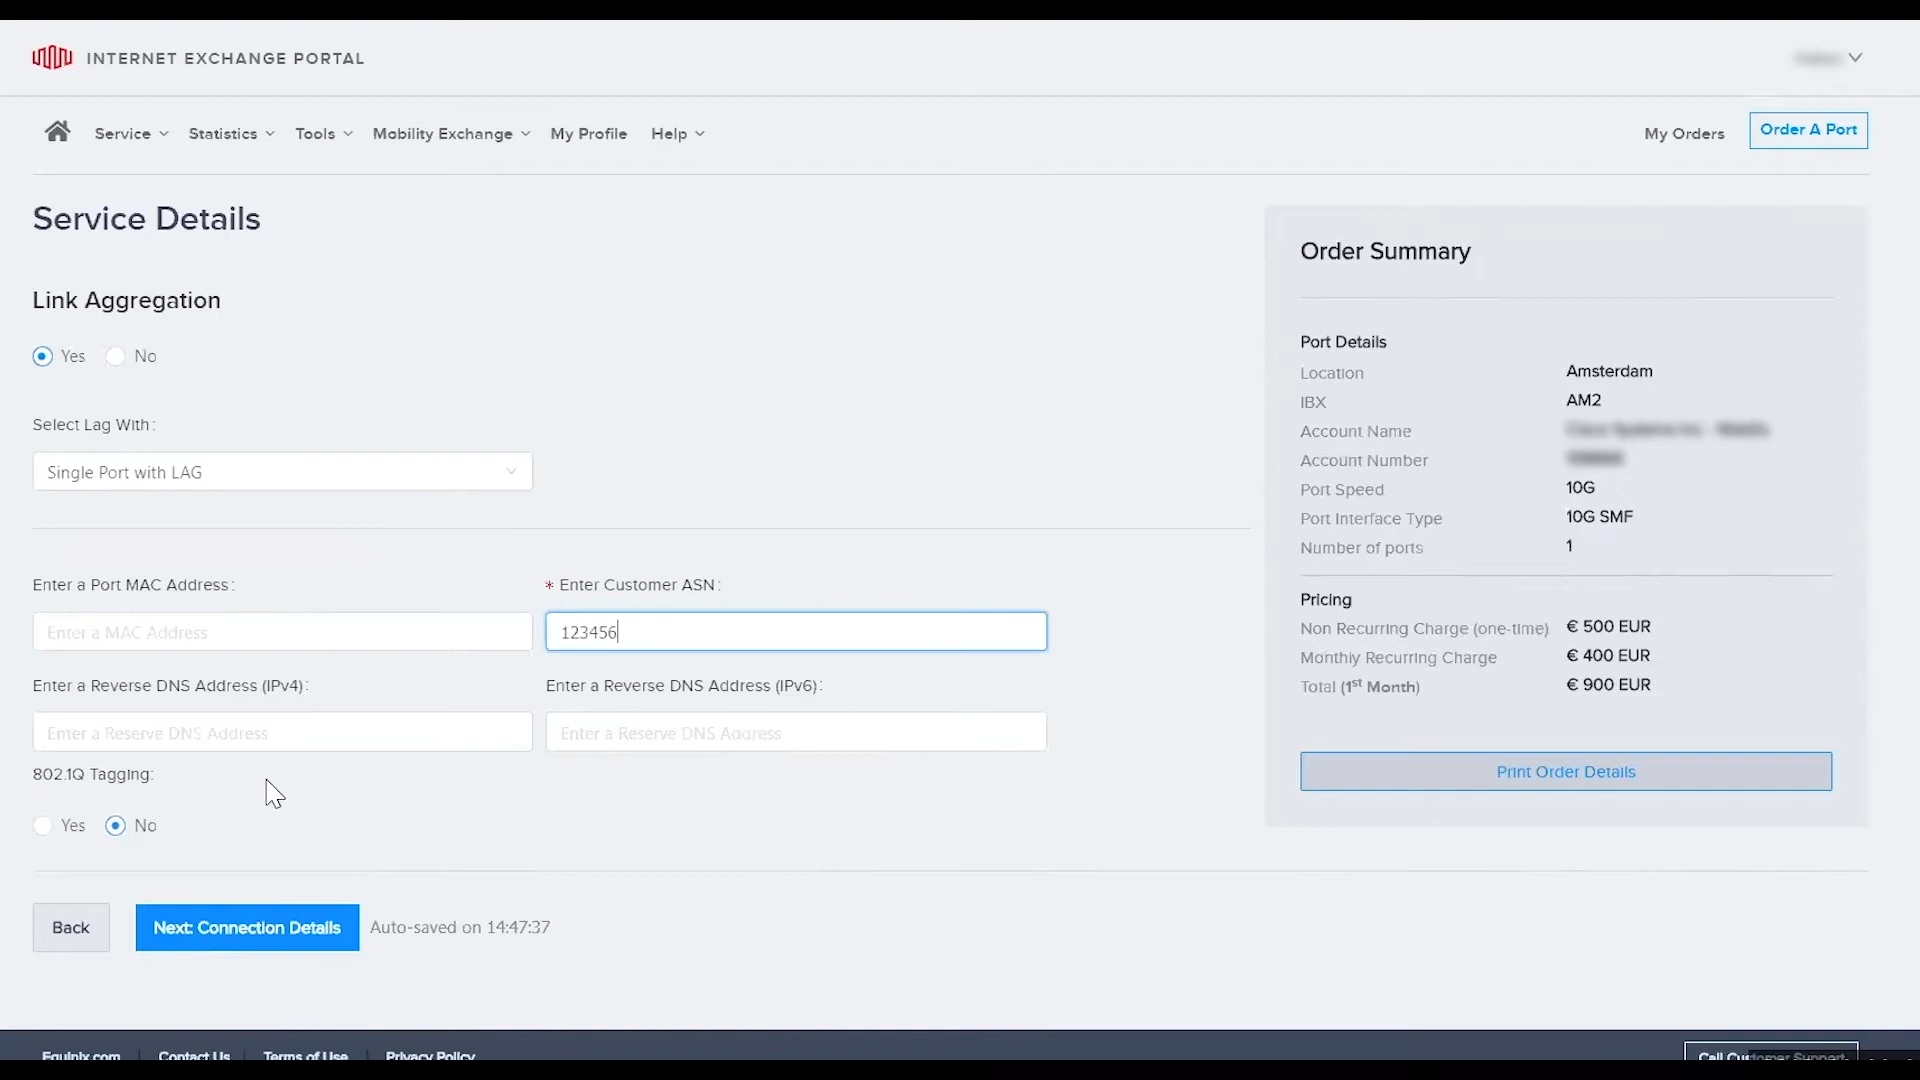 INTERNET EXCHANGE PORTAL
Service Statistics Tools Mobility Exchange My Profile Help My Orders Order A Port
Service Details
Link Aggregation
Yes No
Select Lag With:
Single Port with LAG
Enter a Port MAC Address: * Enter Customer ASN:
Enter a MAC Address 123456
Enter a Reverse DNS Address (IPv4): Enter a Reverse DNS Address (IPv6):
Enter a Reserve DNS Address Enter a Reserve DNS Address
802.1Q Tagging:
Yes No
Back Next: Connection Details Auto-saved on 14:47:37
Order Summary
Port Details
Location Amsterdam
IBX AM2
Account Name
Account Number
Port Speed 10G
Port Interface Type 10G SMF
Number of ports 1
Pricing
Non Recurring Charge (one-time) € 500 EUR
Monthly Recurring Charge € 400 EUR
Total (1st Month) € 900 EUR
Print Order Details
Equinix.com Contact Us Terms of Use Privacy Policy Call Customer Support